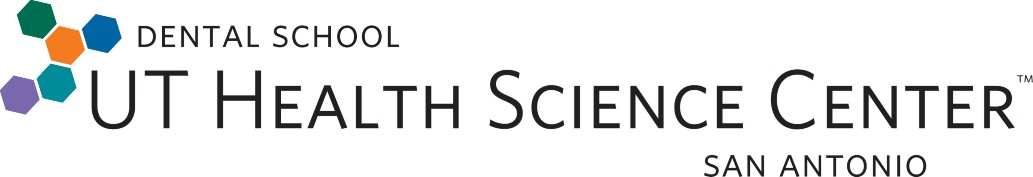 DENTAL SCHOOL
UT HEALTH SCIENCE CENTER™
SAN ANTONIO